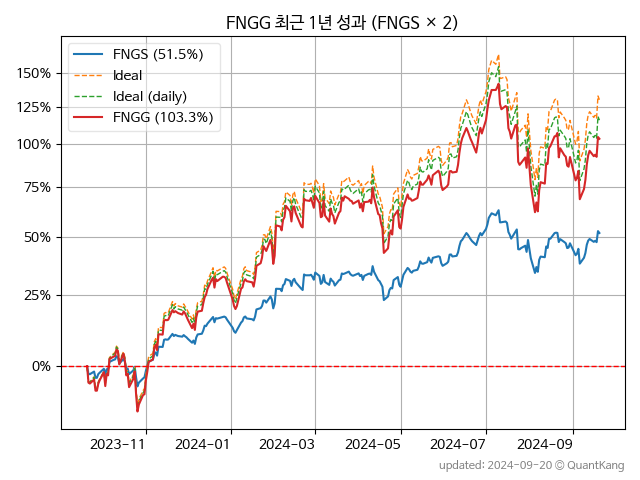 FNGG 최근 1년 성과 (FNGS × 2)
FNGS (51.5%)
Ideal
Ideal (daily)
FNGG (103.3%)
150%
125%
100%
75%
50%
25%
0%
2023-11
2024-01
2024-03
2024-05
2024-07
2024-09
updated: 2024-09-20 © QuantKang